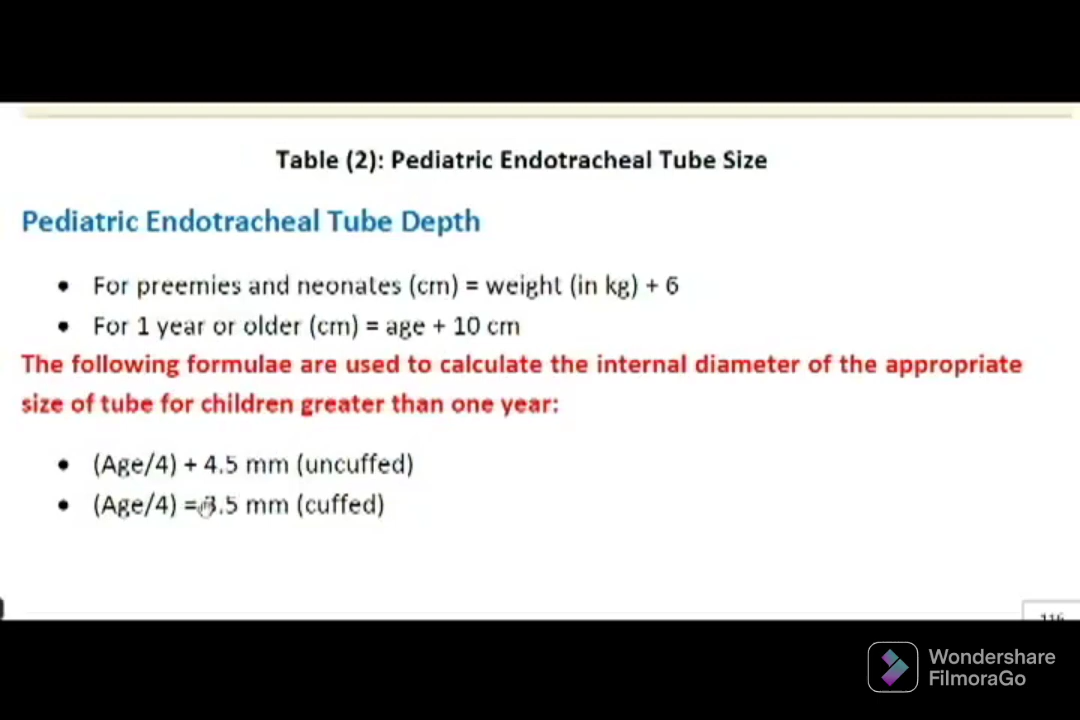 Table (2): Pediatric Endotracheal Tube Size
Pediatric Endotracheal Tube Depth
• For preemies and neonates (cm) = weight (in kg) + 6
• For 1 year or older (cm) = age + 10 cm
The following formulae are used to calculate the internal diameter of the appropriate
size of tube for children greater than one year:
• (Age/4) + 4.5 mm (uncuffed)
• (Age/4) = 3.5 mm (cuffed)
116
Wondershare
FilmoraGo